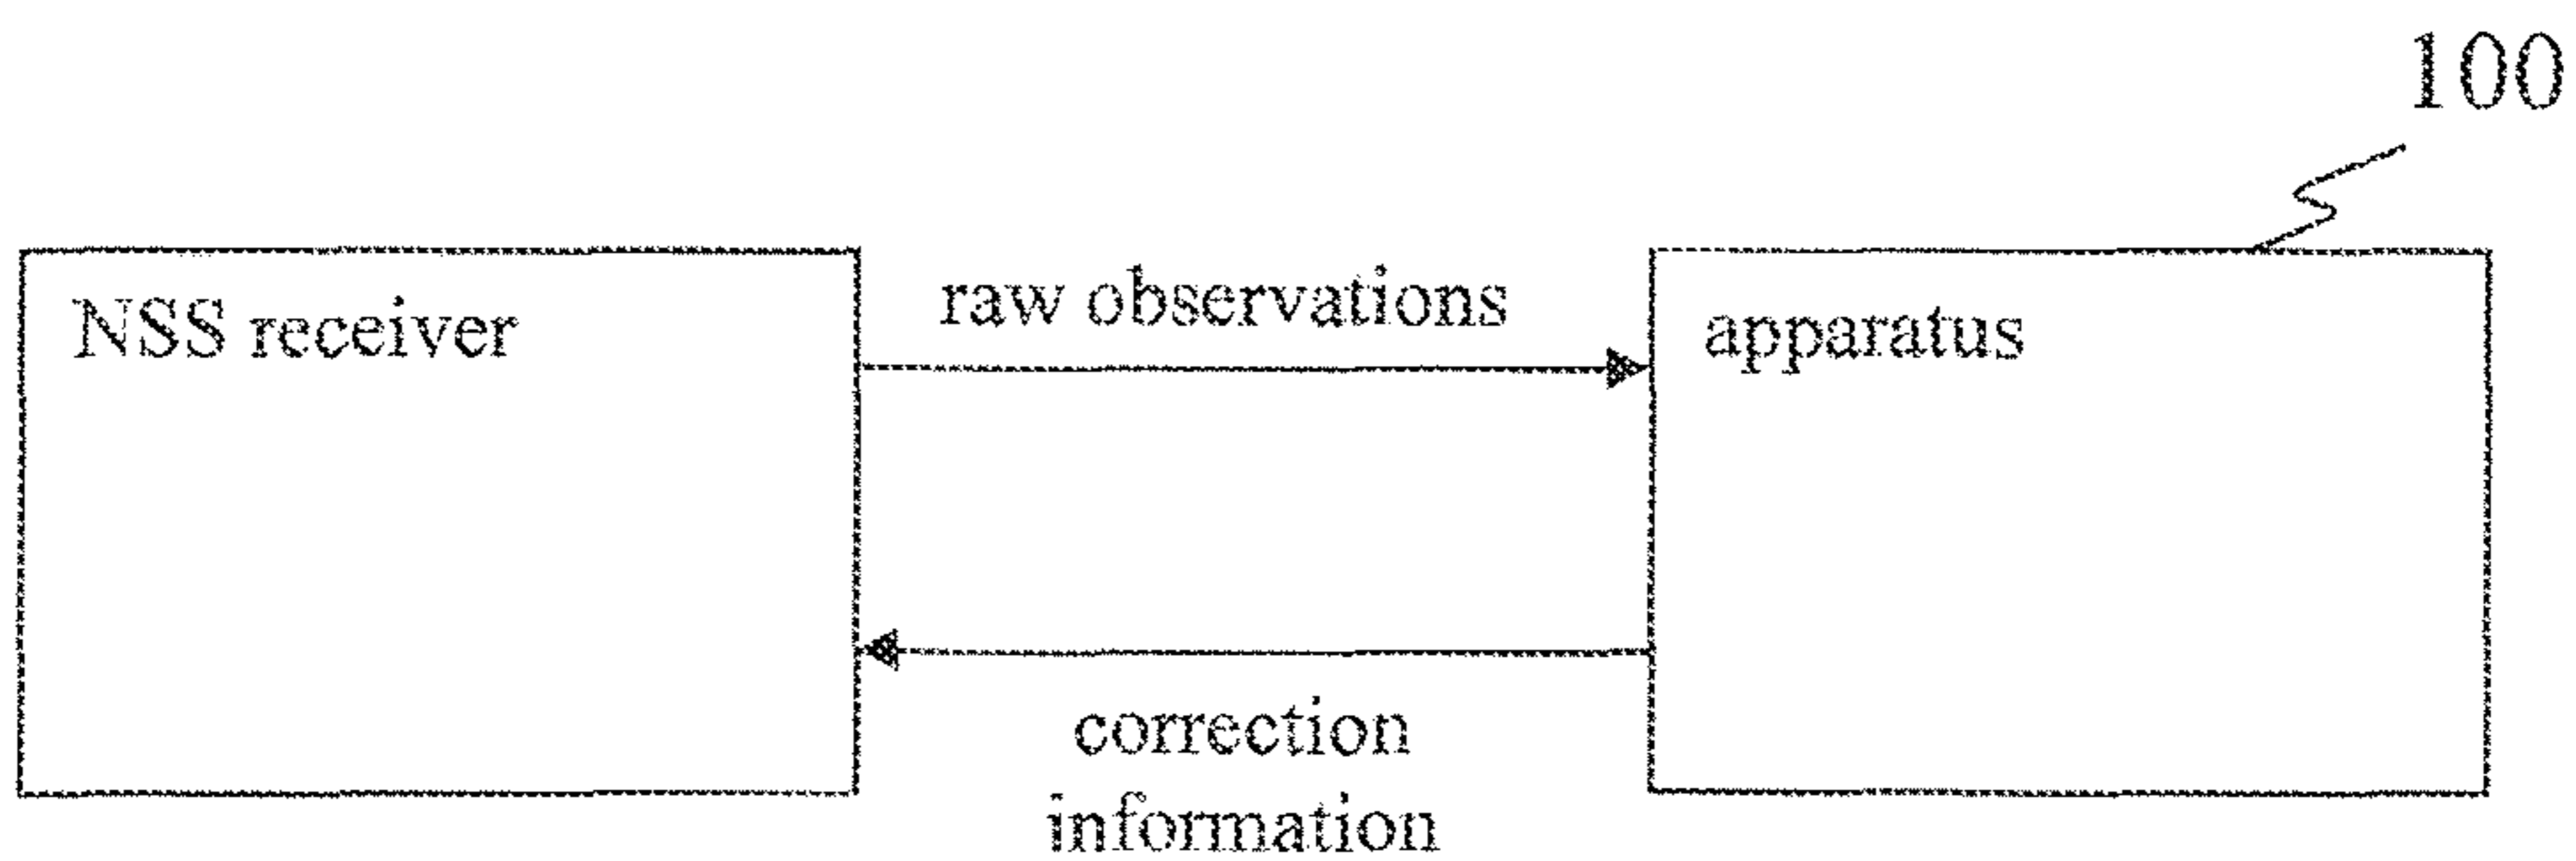 100
NSS receiver
raw observations
apparatus
correction
information